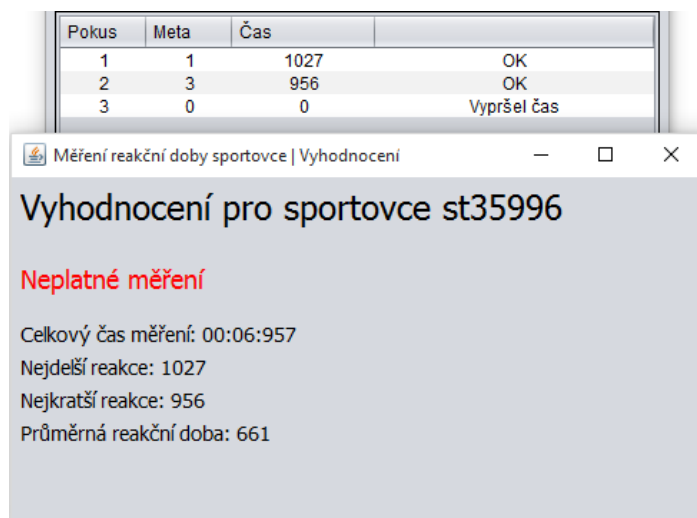 Pokus Meta Čas
1 1 1027 OK
2 3 956 OK
3 0 0 Vypršel čas
Měření reakční doby sportovce | Vyhodnocení
Vyhodnocení pro sportovce st35996
Neplatné měření
Celkový čas měření: 00:06:957
Nejdelší reakce: 1027
Nejkratší reakce: 956
Průměrná reakční doba: 661